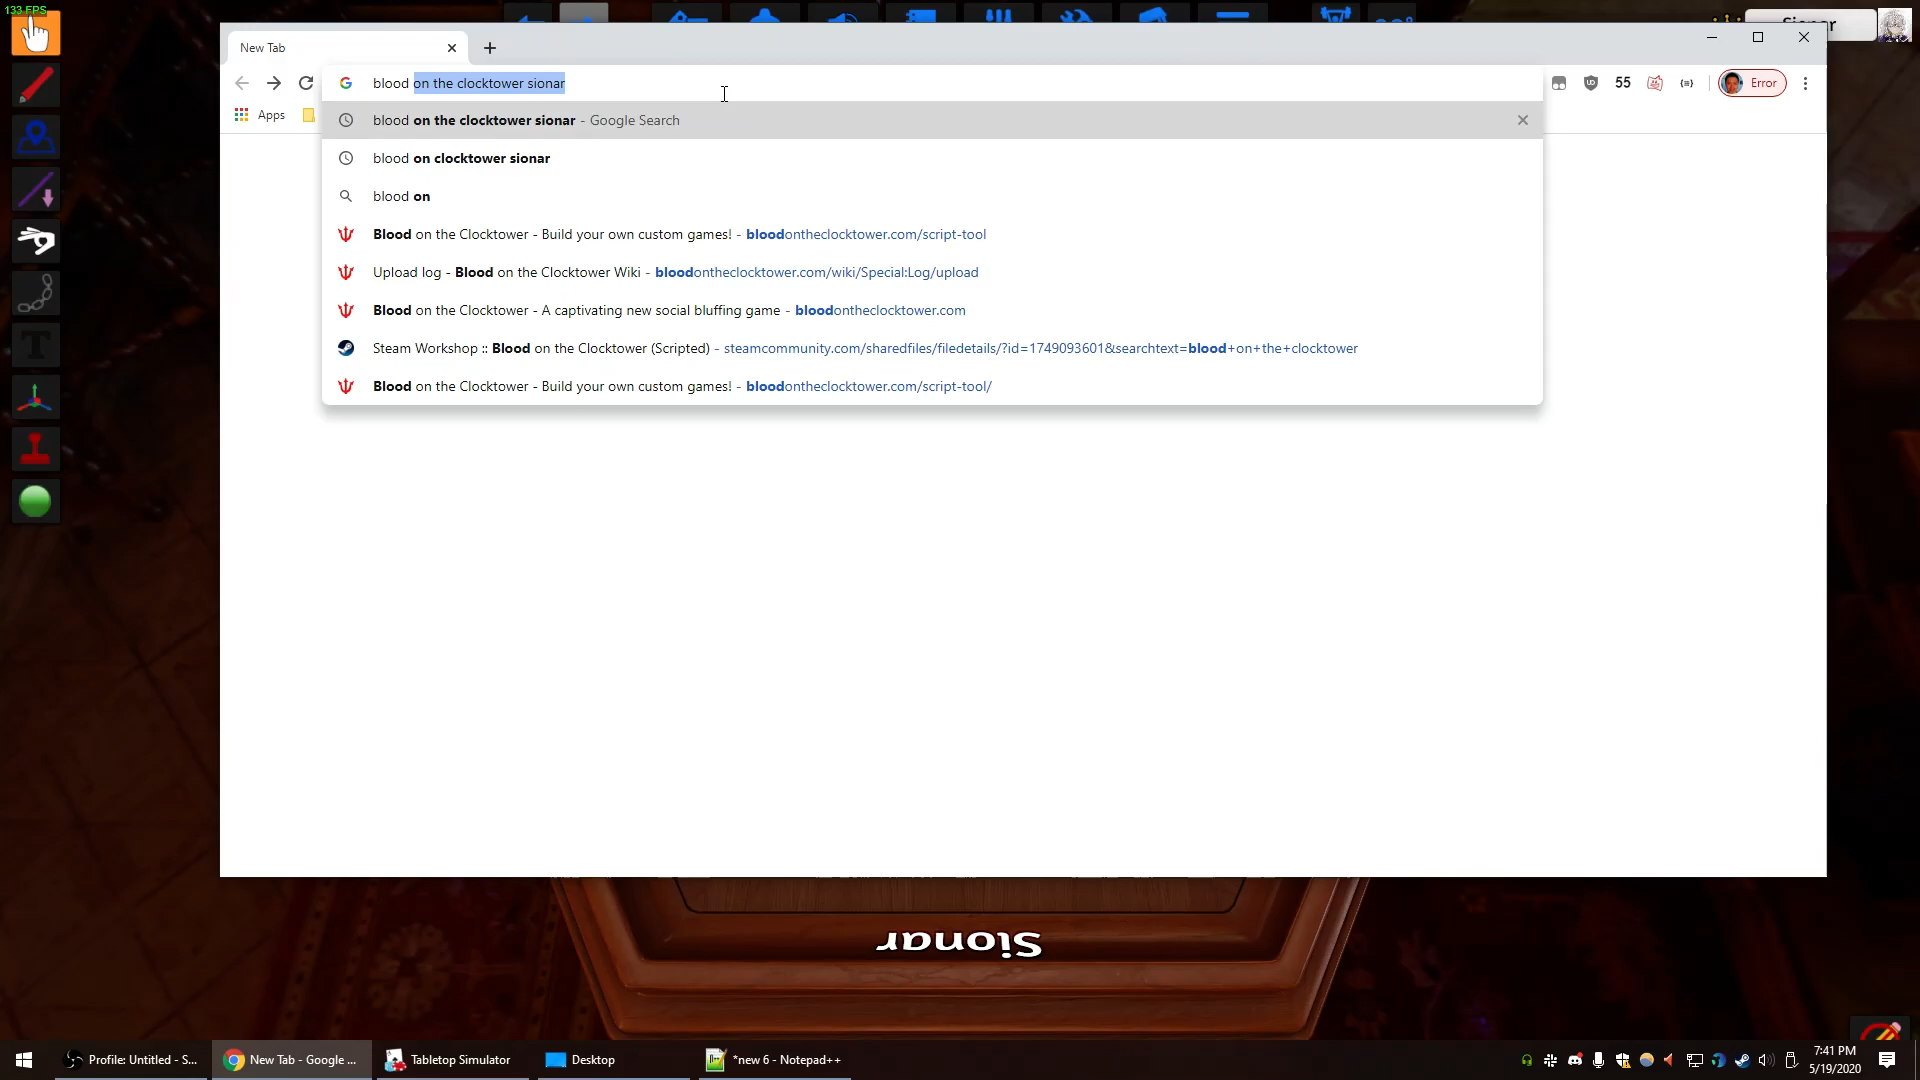 133 FPS
Sionar
New Tab
blood on the clocktower sionar
55
Error
Apps
blood on the clocktower sionar - Google Search
blood on clocktower sionar
blood on
Blood on the Clocktower - Build your own custom games! - bloodontheclocktower.com/script-tool
Upload log - Blood on the Clocktower Wiki - bloodontheclocktower.com/wiki/Special:Log/upload
Blood on the Clocktower - A captivating new social bluffing game - bloodontheclocktower.com
Steam Workshop :: Blood on the Clocktower (Scripted) - steamcommunity.com/sharedfiles/filedetails/?id=1749093601&searchtext=blood+on+the+clocktower
Blood on the Clocktower - Build your own custom games! - bloodontheclocktower.com/script-tool/
Sionar
Profile: Untitled - S...
New Tab - Google ...
Tabletop Simulator
Desktop
*new 6 - Notepad++
7:41 PM
5/19/2020